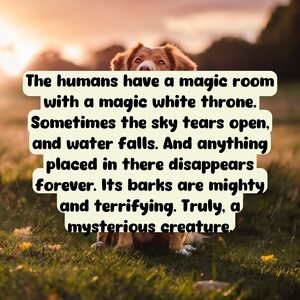 The humans have a magic room
with a magic white throne.
Sometimes the sky tears open,
and water falls. And anything
placed in there disappears
forever. Its barks are mighty
and terrifying. Truly, a
mysterious creature.